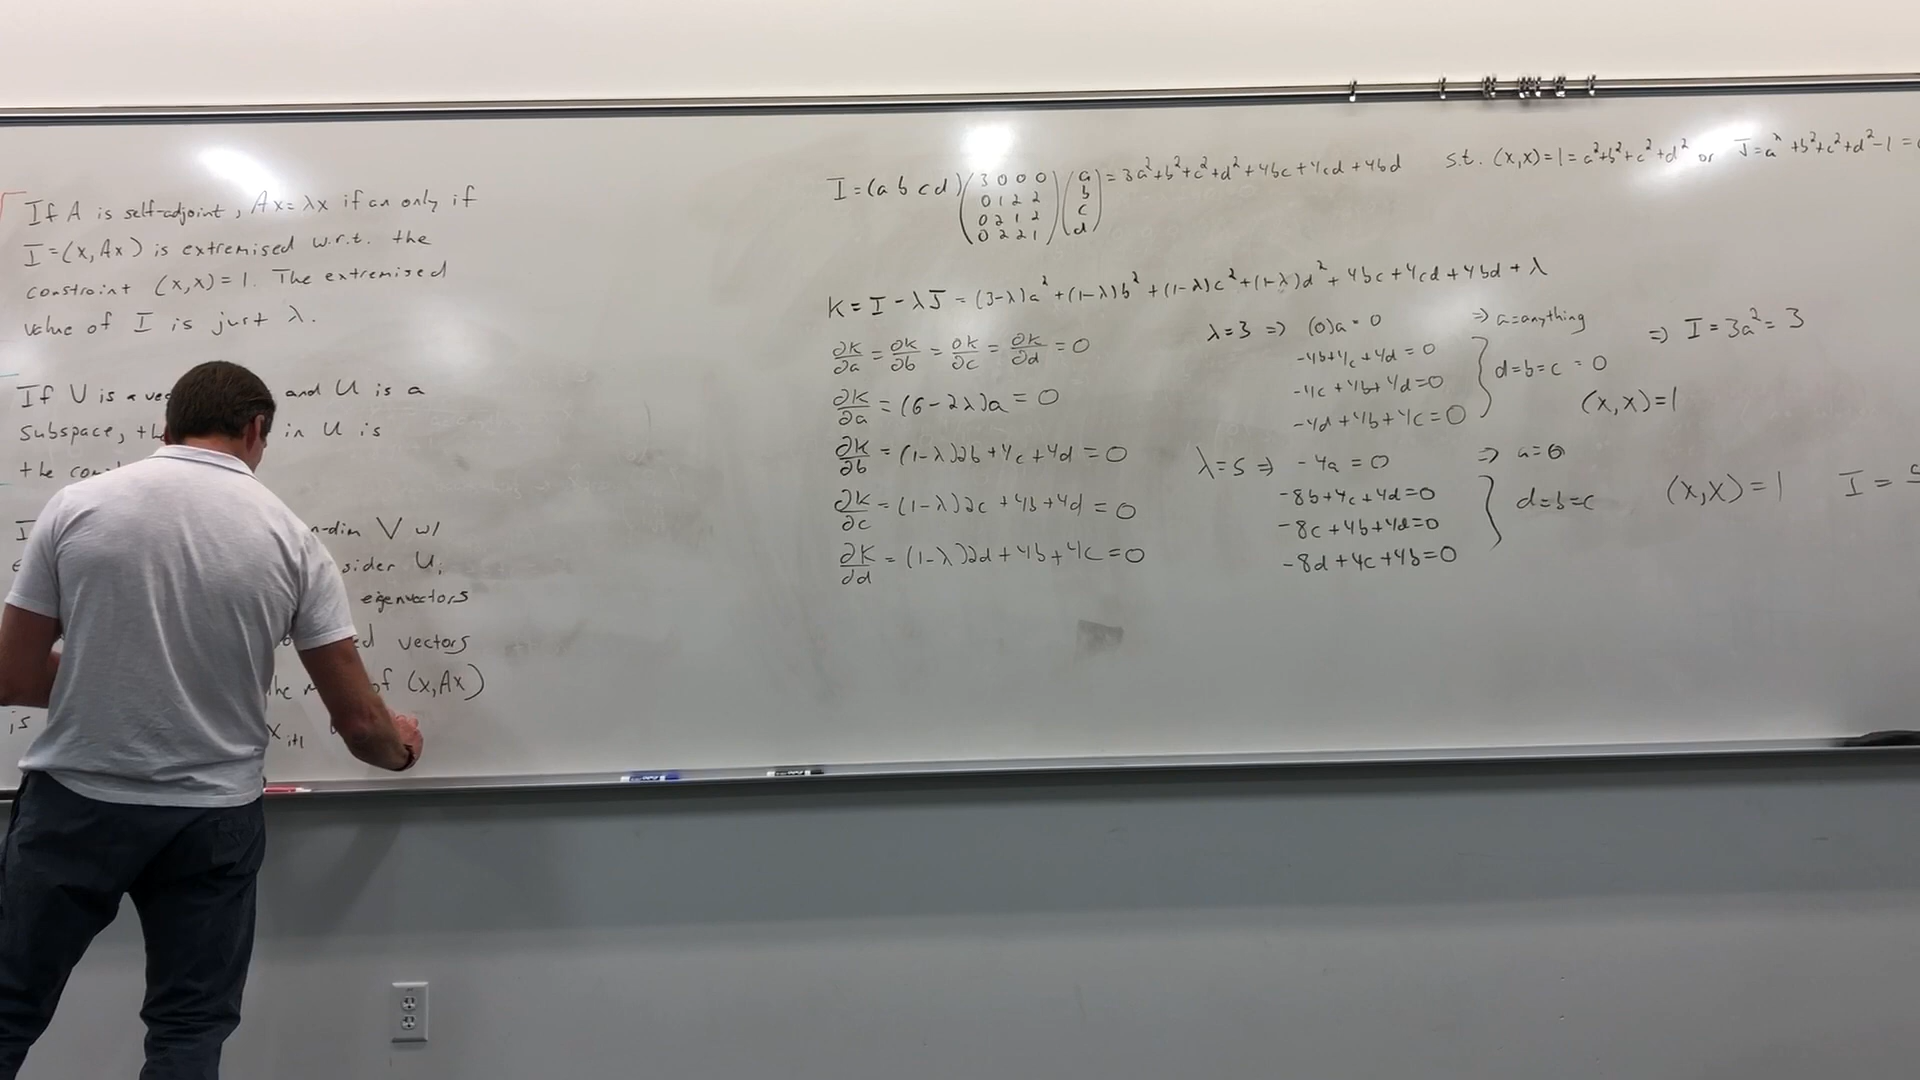 If A is self-adjoint, Ax=λx if an only if
I=(x,Ax) is extremised w.r.t. the
constraint (x,x)=1. The extremised
value of I is just λ.
If V is a and U is a
subspace, in U is
the
n-dim V w/
U_i
eigenvectors
vectors
of (x,Ax)
is x_{i+1}
I=(a b c d)(3 0 0 0)(a)=3a²+b²+c²+d²+4bc+4cd+4bd s.t. (x,x)=1=a²+b²+c²+d² or J=a²+b²+c²+d²-1=
0 1 2 2 b
0 2 1 2 c
0 2 2 1 d
K=I-λJ=(3-λ)a²+(1-λ)b²+(1-λ)c²+(1-λ)d²+4bc+4cd+4bd+λ
∂K/∂a=∂K/∂b=∂K/∂c=∂K/∂d=0
∂K/∂a=(6-2λ)a=0
∂K/∂b=(1-λ)2b+4c+4d=0
∂K/∂c=(1-λ)2c+4b+4d=0
∂K/∂d=(1-λ)2d+4b+4c=0
λ=3 ⇒ (0)a=0 ⇒ a=anything ⇒ I=3a²=3
-4b+4c+4d=0
-4c+4b+4d=0 } d=b=c=0
-4d+4b+4c=0 (x,x)=1
λ=5 ⇒ -4a=0 ⇒ a=0
-8b+4c+4d=0
-8c+4b+4d=0 } d=b=c (x,x)=1 I=
-8d+4c+4b=0